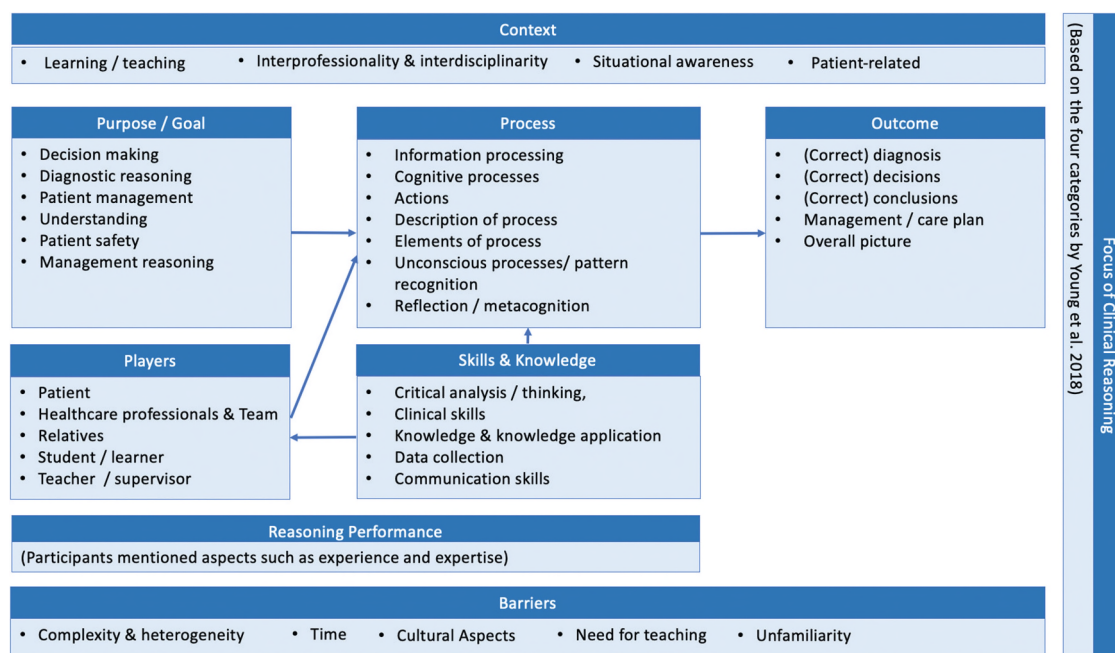 Context
• Learning / teaching
• Interprofessionality & interdisciplinarity
• Situational awareness
• Patient-related
Purpose / Goal
• Decision making
• Diagnostic reasoning
• Patient management
• Understanding
• Patient safety
• Management reasoning
Process
• Information processing
• Cognitive processes
• Actions
• Description of process
• Elements of process
• Unconscious processes/ pattern
recognition
• Reflection / metacognition
Outcome
• (Correct) diagnosis
• (Correct) decisions
• (Correct) conclusions
• Management / care plan
• Overall picture
Players
• Patient
• Healthcare professionals & Team
• Relatives
• Student / learner
• Teacher / supervisor
Skills & Knowledge
• Critical analysis / thinking,
• Clinical skills
• Knowledge & knowledge application
• Data collection
• Communication skills
Reasoning Performance
(Participants mentioned aspects such as experience and expertise)
Barriers
• Complexity & heterogeneity
• Time
• Cultural Aspects
• Need for teaching
• Unfamiliarity
Focus of Clinical Reasoning
(Based on the four categories by Young et al. 2018)